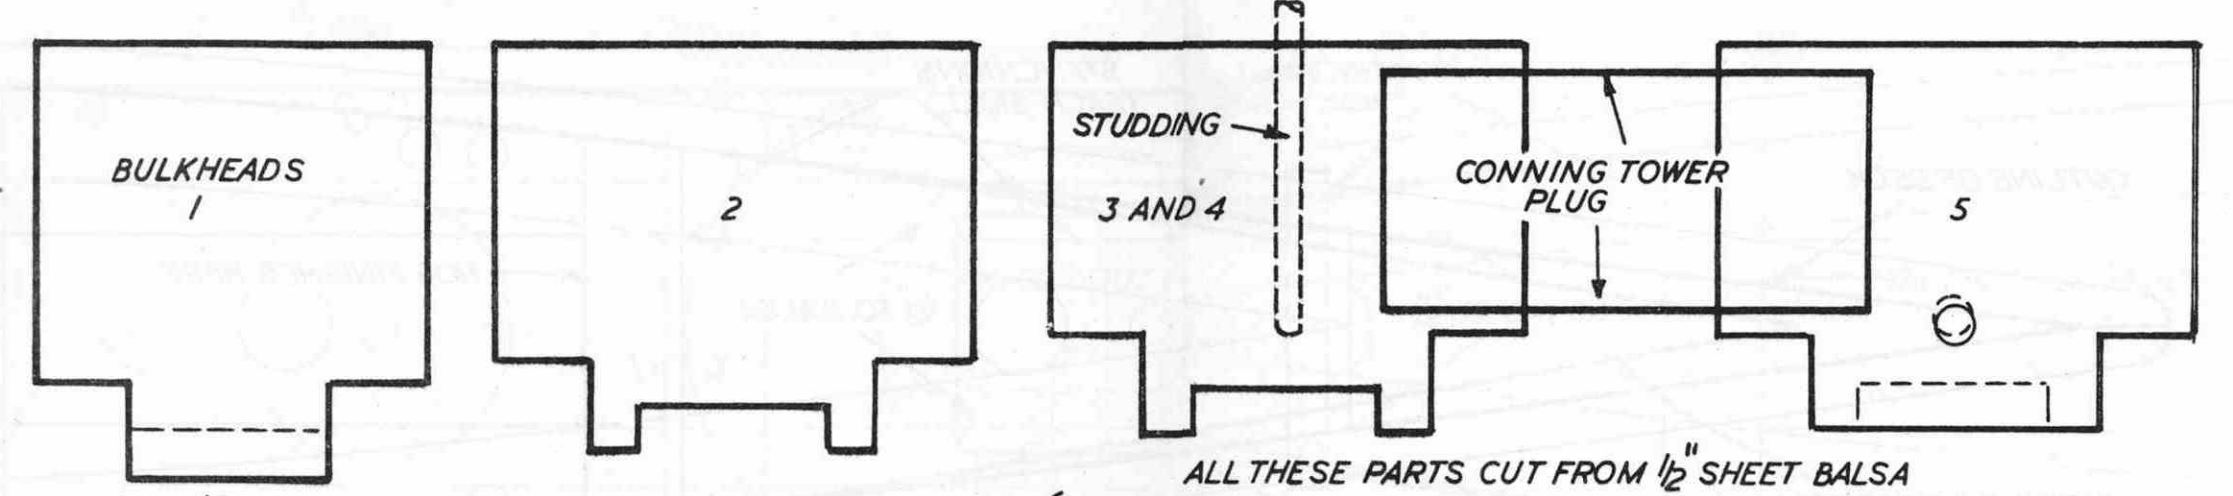 BULKHEADS
1
2
3 AND 4
STUDDING
CONNING TOWER
PLUG
5
ALL THESE PARTS CUT FROM 1/2" SHEET BALSA